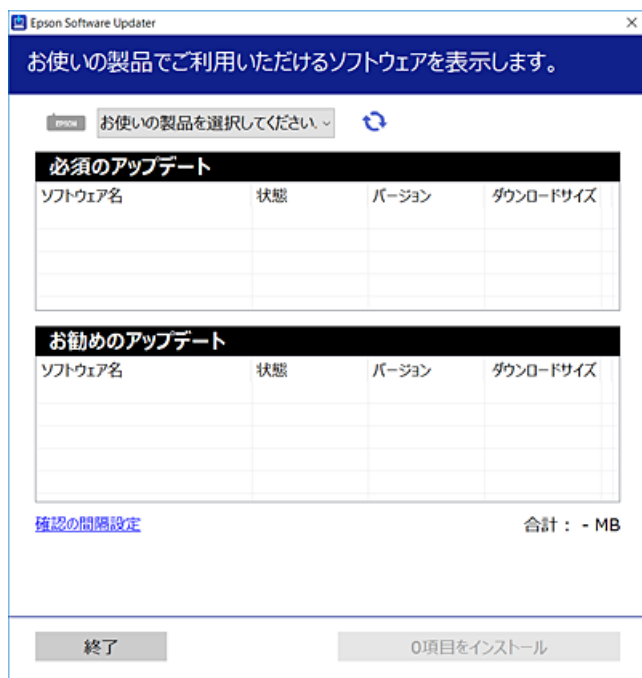 Epson Software Updater
お使いの製品でご利用いただけるソフトウェアを表示します。
EPSON お使いの製品を選択してください.
必須のアップデート
ソフトウェア名 状態 バージョン ダウンロードサイズ
お勧めのアップデート
ソフトウェア名 状態 バージョン ダウンロードサイズ
確認の間隔設定 合計： - MB
終了 0項目をインストール